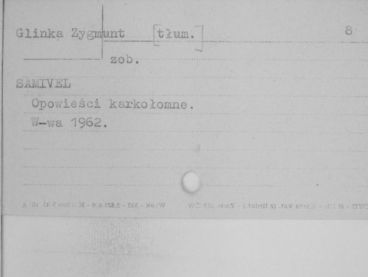 Glinka Zygmunt [tłum.] 8
zob.
SAMIVEL
Opowieści karkołomne.
W-wa 1962.